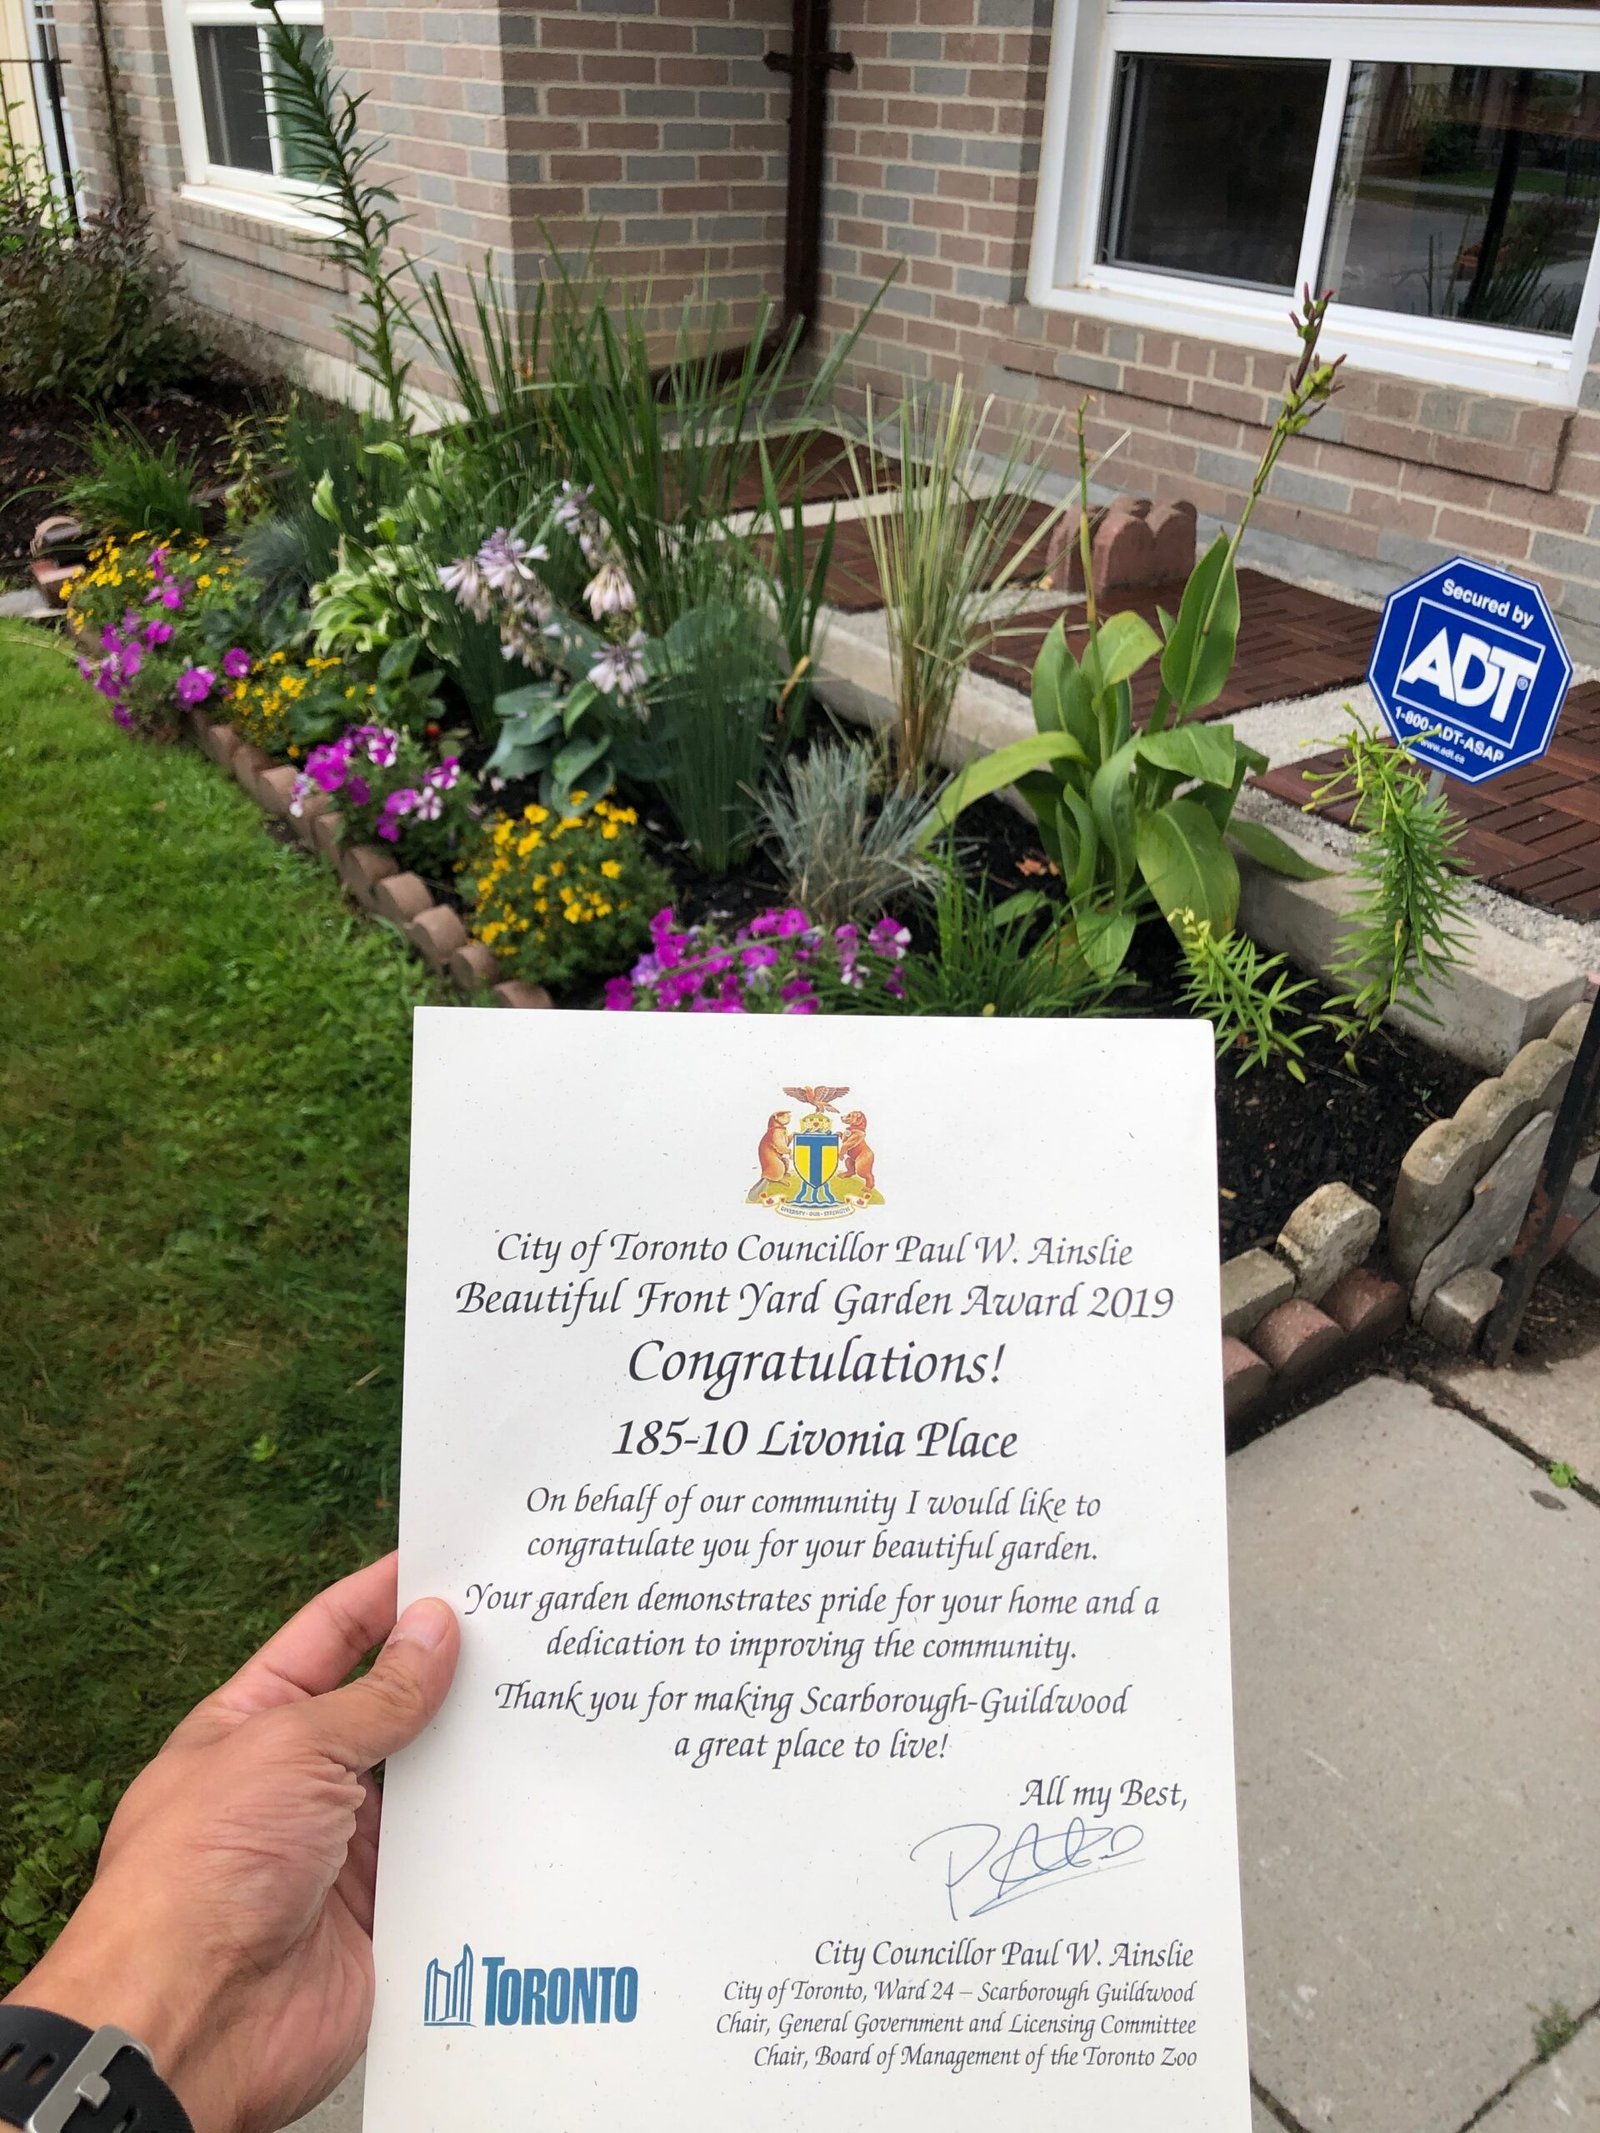 Secured by
ADT
1-800-ADT-ASAP
www.adt.ca
DIVERSITY · OUR · STRENGTH
City of Toronto Councillor Paul W. Ainslie
Beautiful Front Yard Garden Award 2019
Congratulations!
185-10 Livonia Place
On behalf of our community I would like to
congratulate you for your beautiful garden.
Your garden demonstrates pride for your home and a
dedication to improving the community.
Thank you for making Scarborough-Guildwood
a great place to live!
All my Best,
City Councillor Paul W. Ainslie
City of Toronto, Ward 24 – Scarborough Guildwood
Chair, General Government and Licensing Committee
Chair, Board of Management of the Toronto Zoo
TORONTO